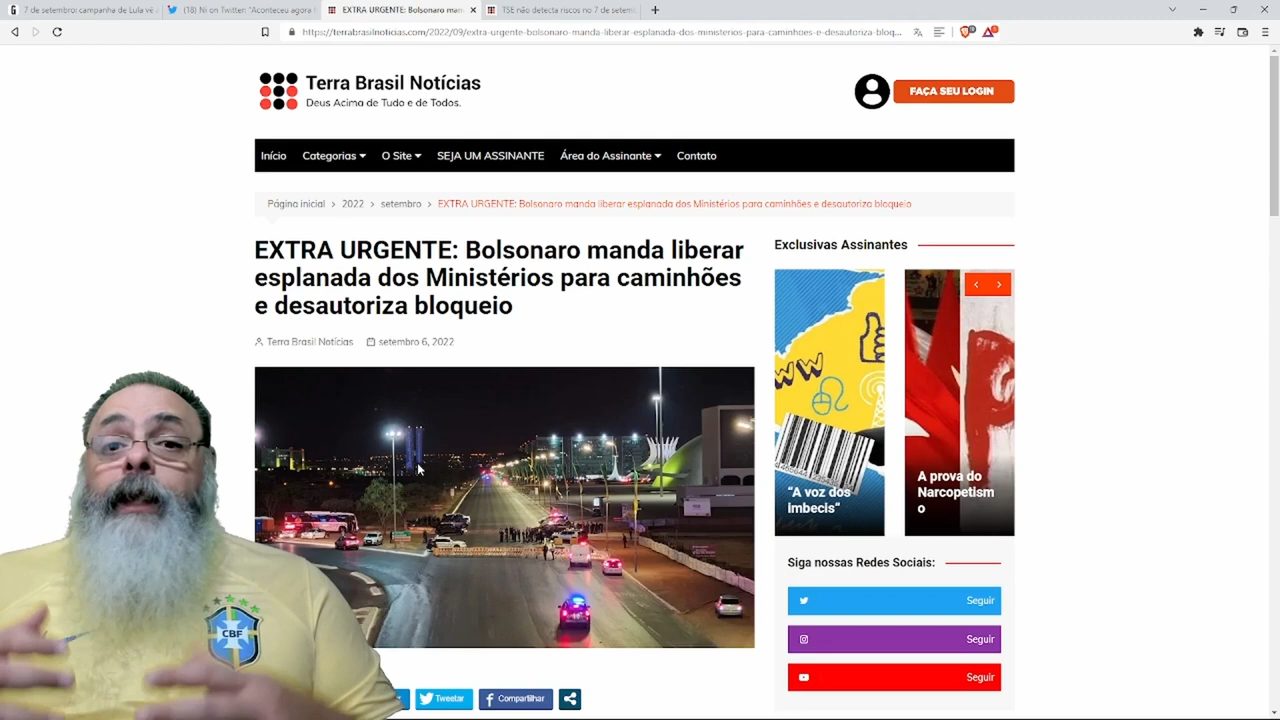 7 de setembro: campanha de Lula vê a
(18) Ni on Twitter: "Aconteceu agora
EXTRA URGENTE: Bolsonaro man
TSE não detecta riscos no 7 de setem
https://terrabrasilnoticias.com/2022/09/extra-urgente-bolsonaro-manda-liberar-esplanada-dos-ministerios-para-caminhoes-e-desautoriza-bloq...
Terra Brasil Notícias
Deus Acima de Tudo e de Todos.
FAÇA SEU LOGIN
Início Categorias O Site SEJA UM ASSINANTE Área do Assinante Contato
Página inicial > 2022 > setembro > EXTRA URGENTE: Bolsonaro manda liberar esplanada dos Ministérios para caminhões e desautoriza bloqueio
EXTRA URGENTE: Bolsonaro manda liberar
esplanada dos Ministérios para caminhões
e desautoriza bloqueio
Terra Brasil Notícias setembro 6, 2022
Exclusivas Assinantes
"A voz dos
Imbecis"
A prova do
Narcopetism
o
Siga nossas Redes Sociais:
Seguir
Seguir
Seguir
CBF
Tweetar
Compartilhar